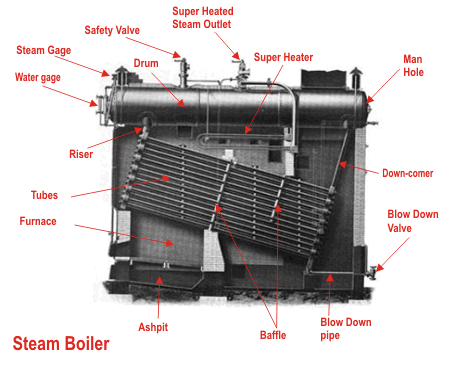 Super Heated
Steam Outlet
Safety Valve
Steam Gage
Drum
Super Heater
Man
Hole
Water gage
Riser
Down-comer
Tubes
Furnace
Blow Down
Valve
Ashpit
Baffle
Blow Down
pipe
Steam Boiler